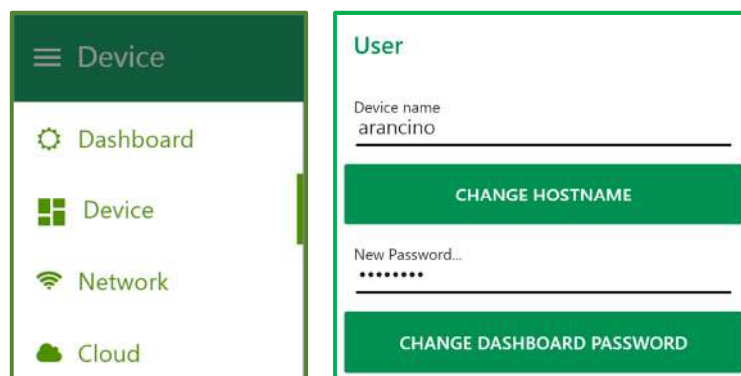 Device
Dashboard
Device
Network
Cloud
User
Device name
arancino
CHANGE HOSTNAME
New Password...
••••••••
CHANGE DASHBOARD PASSWORD